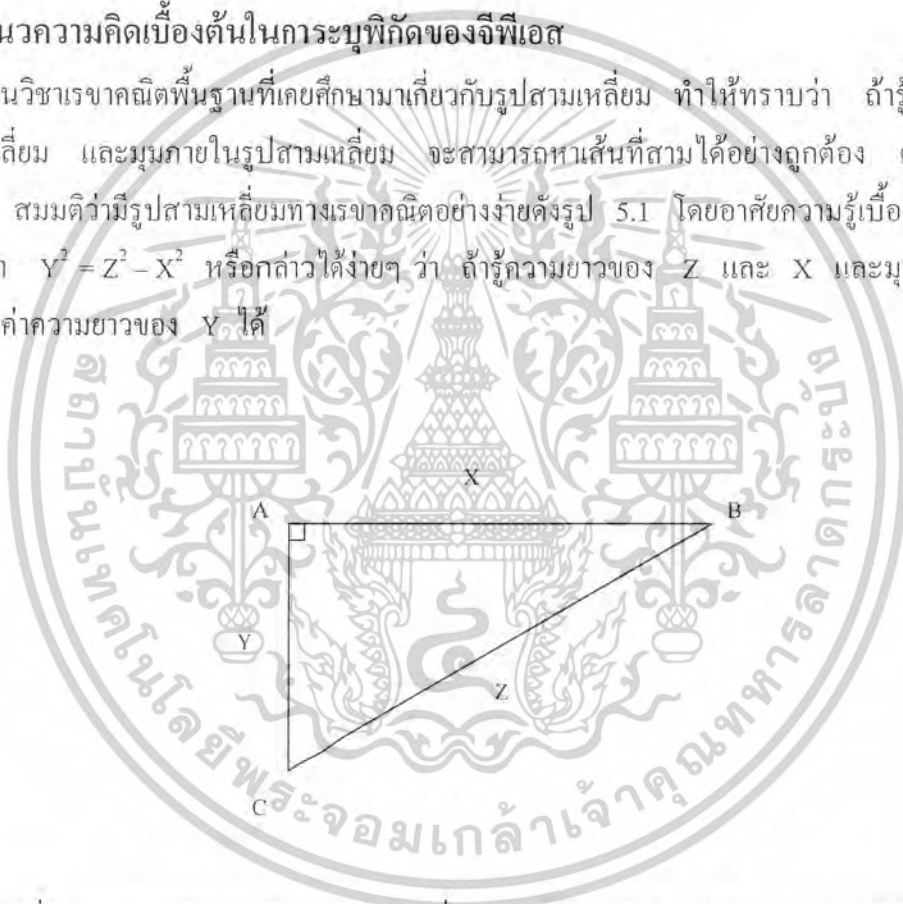 นวความคิดเบื้องต้นในการะบุพิกัดของจีพีเอส
นวิชาเรขาคณิตพื้นฐานที่เคยศึกษามาเกี่ยวกับรูปสามเหลี่ยม ทำให้ทราบว่า ถ้ารู้
ลี่ยม และมุมภายในรูปสามเหลี่ยม จะสามารถหาเส้นที่สามได้อย่างถูกต้อง
สมมติว่ามีรูปสามเหลี่ยมทางเรขาคณิตอย่างง่ายดังรูป 5.1 โดยอาศัยความรู้เบื้อ
Y² = Z² – X² หรือกล่าวได้ง่ายๆ ว่า ถ้ารู้ความยาวของ Z และ X และมุ
ค่าความยาวของ Y ได้
X
A B
Y
Z
C
สถาบันเทคโนโลยีพระจอมเกล้าเจ้าคุณทหารลาดกระบัง